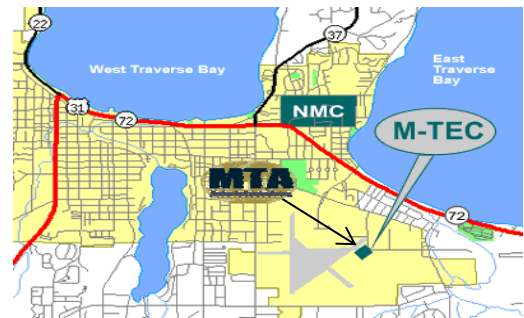 22
37
West Traverse Bay
East
Traverse
Bay
31
72
NMC
M-TEC
MTA
72